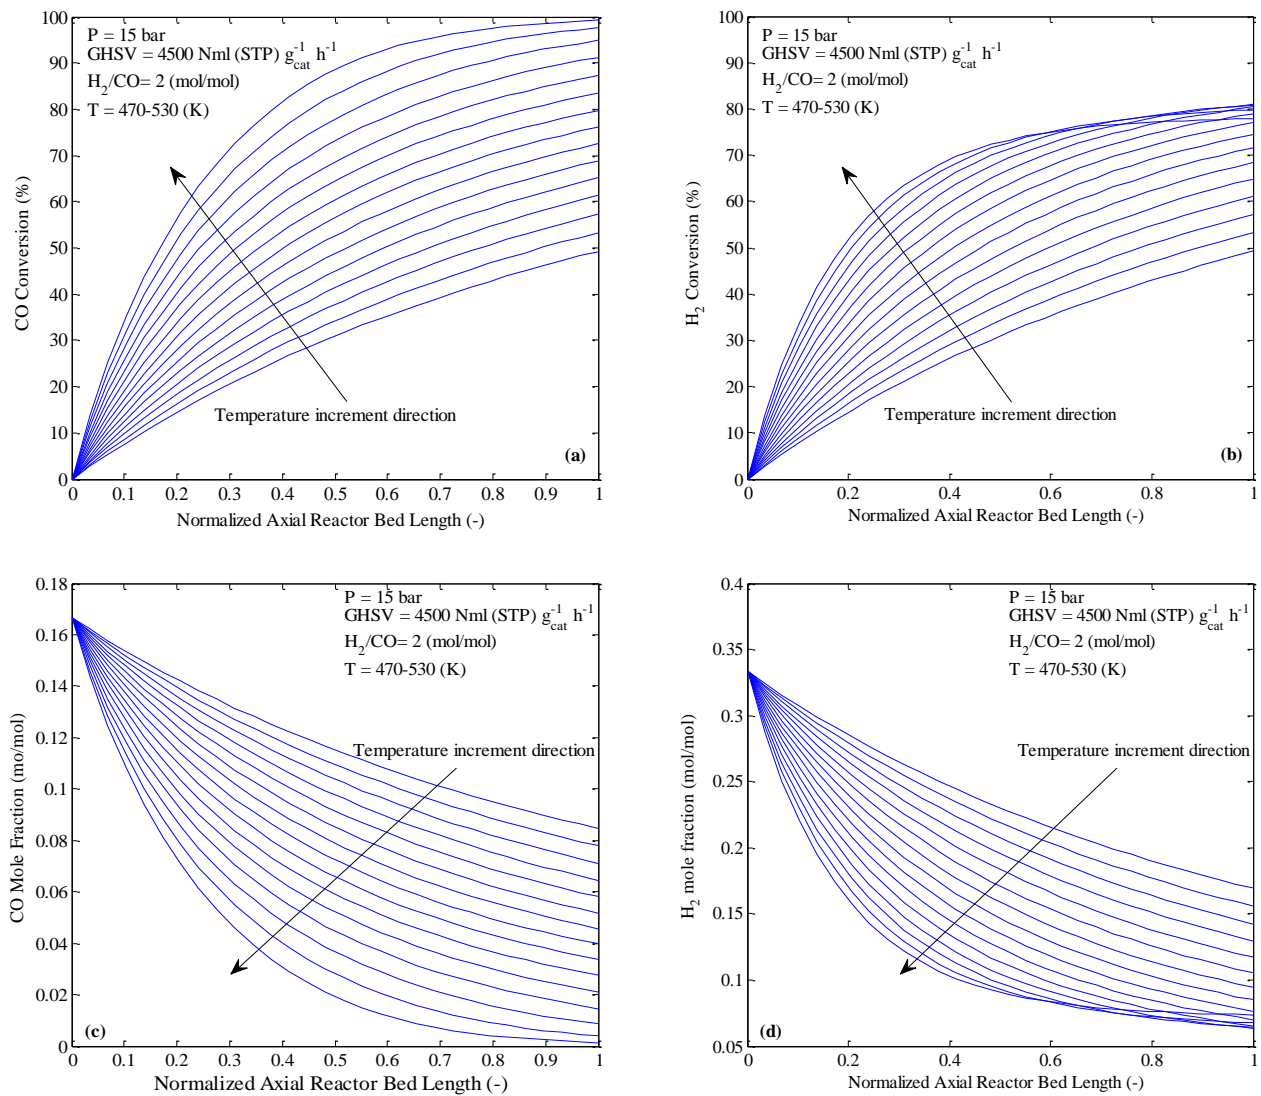 P = 15 bar
GHSV = 4500 Nml (STP) g_cat^-1 h^-1
H2/CO= 2 (mol/mol)
T = 470-530 (K)
100
90
80
70
60
50
40
30
20
10
0
CO Conversion (%)
Temperature increment direction
(a)
0 0.1 0.2 0.3 0.4 0.5 0.6 0.7 0.8 0.9 1
Normalized Axial Reactor Bed Length (-)
P = 15 bar
GHSV = 4500 Nml (STP) g_cat^-1 h^-1
H2/CO= 2 (mol/mol)
T = 470-530 (K)
100
90
80
70
60
50
40
30
20
10
0
H2 Conversion (%)
Temperature increment direction
(b)
0 0.2 0.4 0.6 0.8 1
Normalized Axial Reactor Bed Length (-)
P = 15 bar
GHSV = 4500 Nml (STP) g_cat^-1 h^-1
H2/CO= 2 (mol/mol)
T = 470-530 (K)
0.18
0.16
0.14
0.12
0.1
0.08
0.06
0.04
0.02
0
CO Mole Fraction (mo/mol)
Temperature increment direction
(c)
0 0.1 0.2 0.3 0.4 0.5 0.6 0.7 0.8 0.9 1
Normalized Axial Reactor Bed Length (-)
P = 15 bar
GHSV = 4500 Nml (STP) g_cat^-1 h^-1
H2/CO= 2 (mol/mol)
T = 470-530 (K)
0.4
0.35
0.3
0.25
0.2
0.15
0.1
0.05
H2 mole fraction (mol/mol)
Temperature increment direction
(d)
0 0.2 0.4 0.6 0.8 1
Normalized Axial Reactor Bed Length (-)